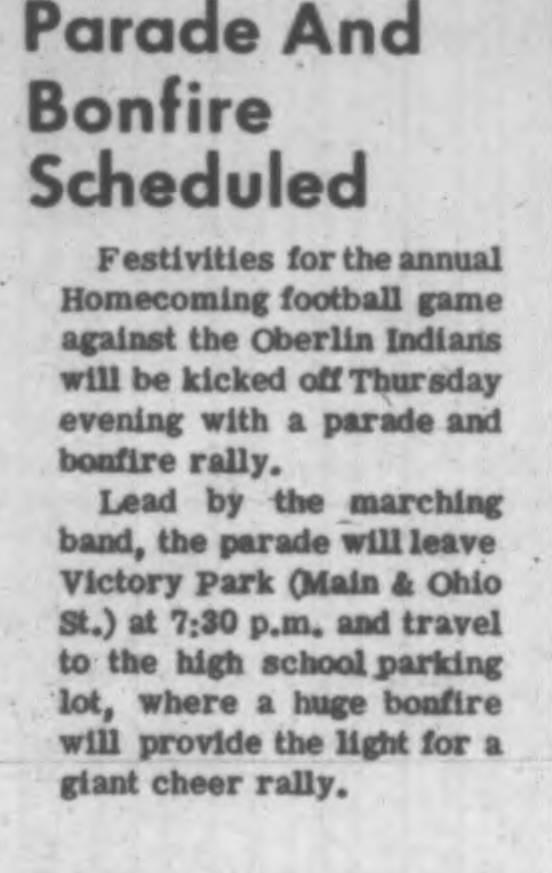 Parade And
Bonfire
Scheduled
Festivities for the annual
Homecoming football game
against the Oberlin Indians
will be kicked off Thursday
evening with a parade and
bonfire rally.
Lead by the marching
band, the parade will leave
Victory Park (Main & Ohio
St.) at 7:30 p.m. and travel
to the high school parking
lot, where a huge bonfire
will provide the light for a
giant cheer rally.